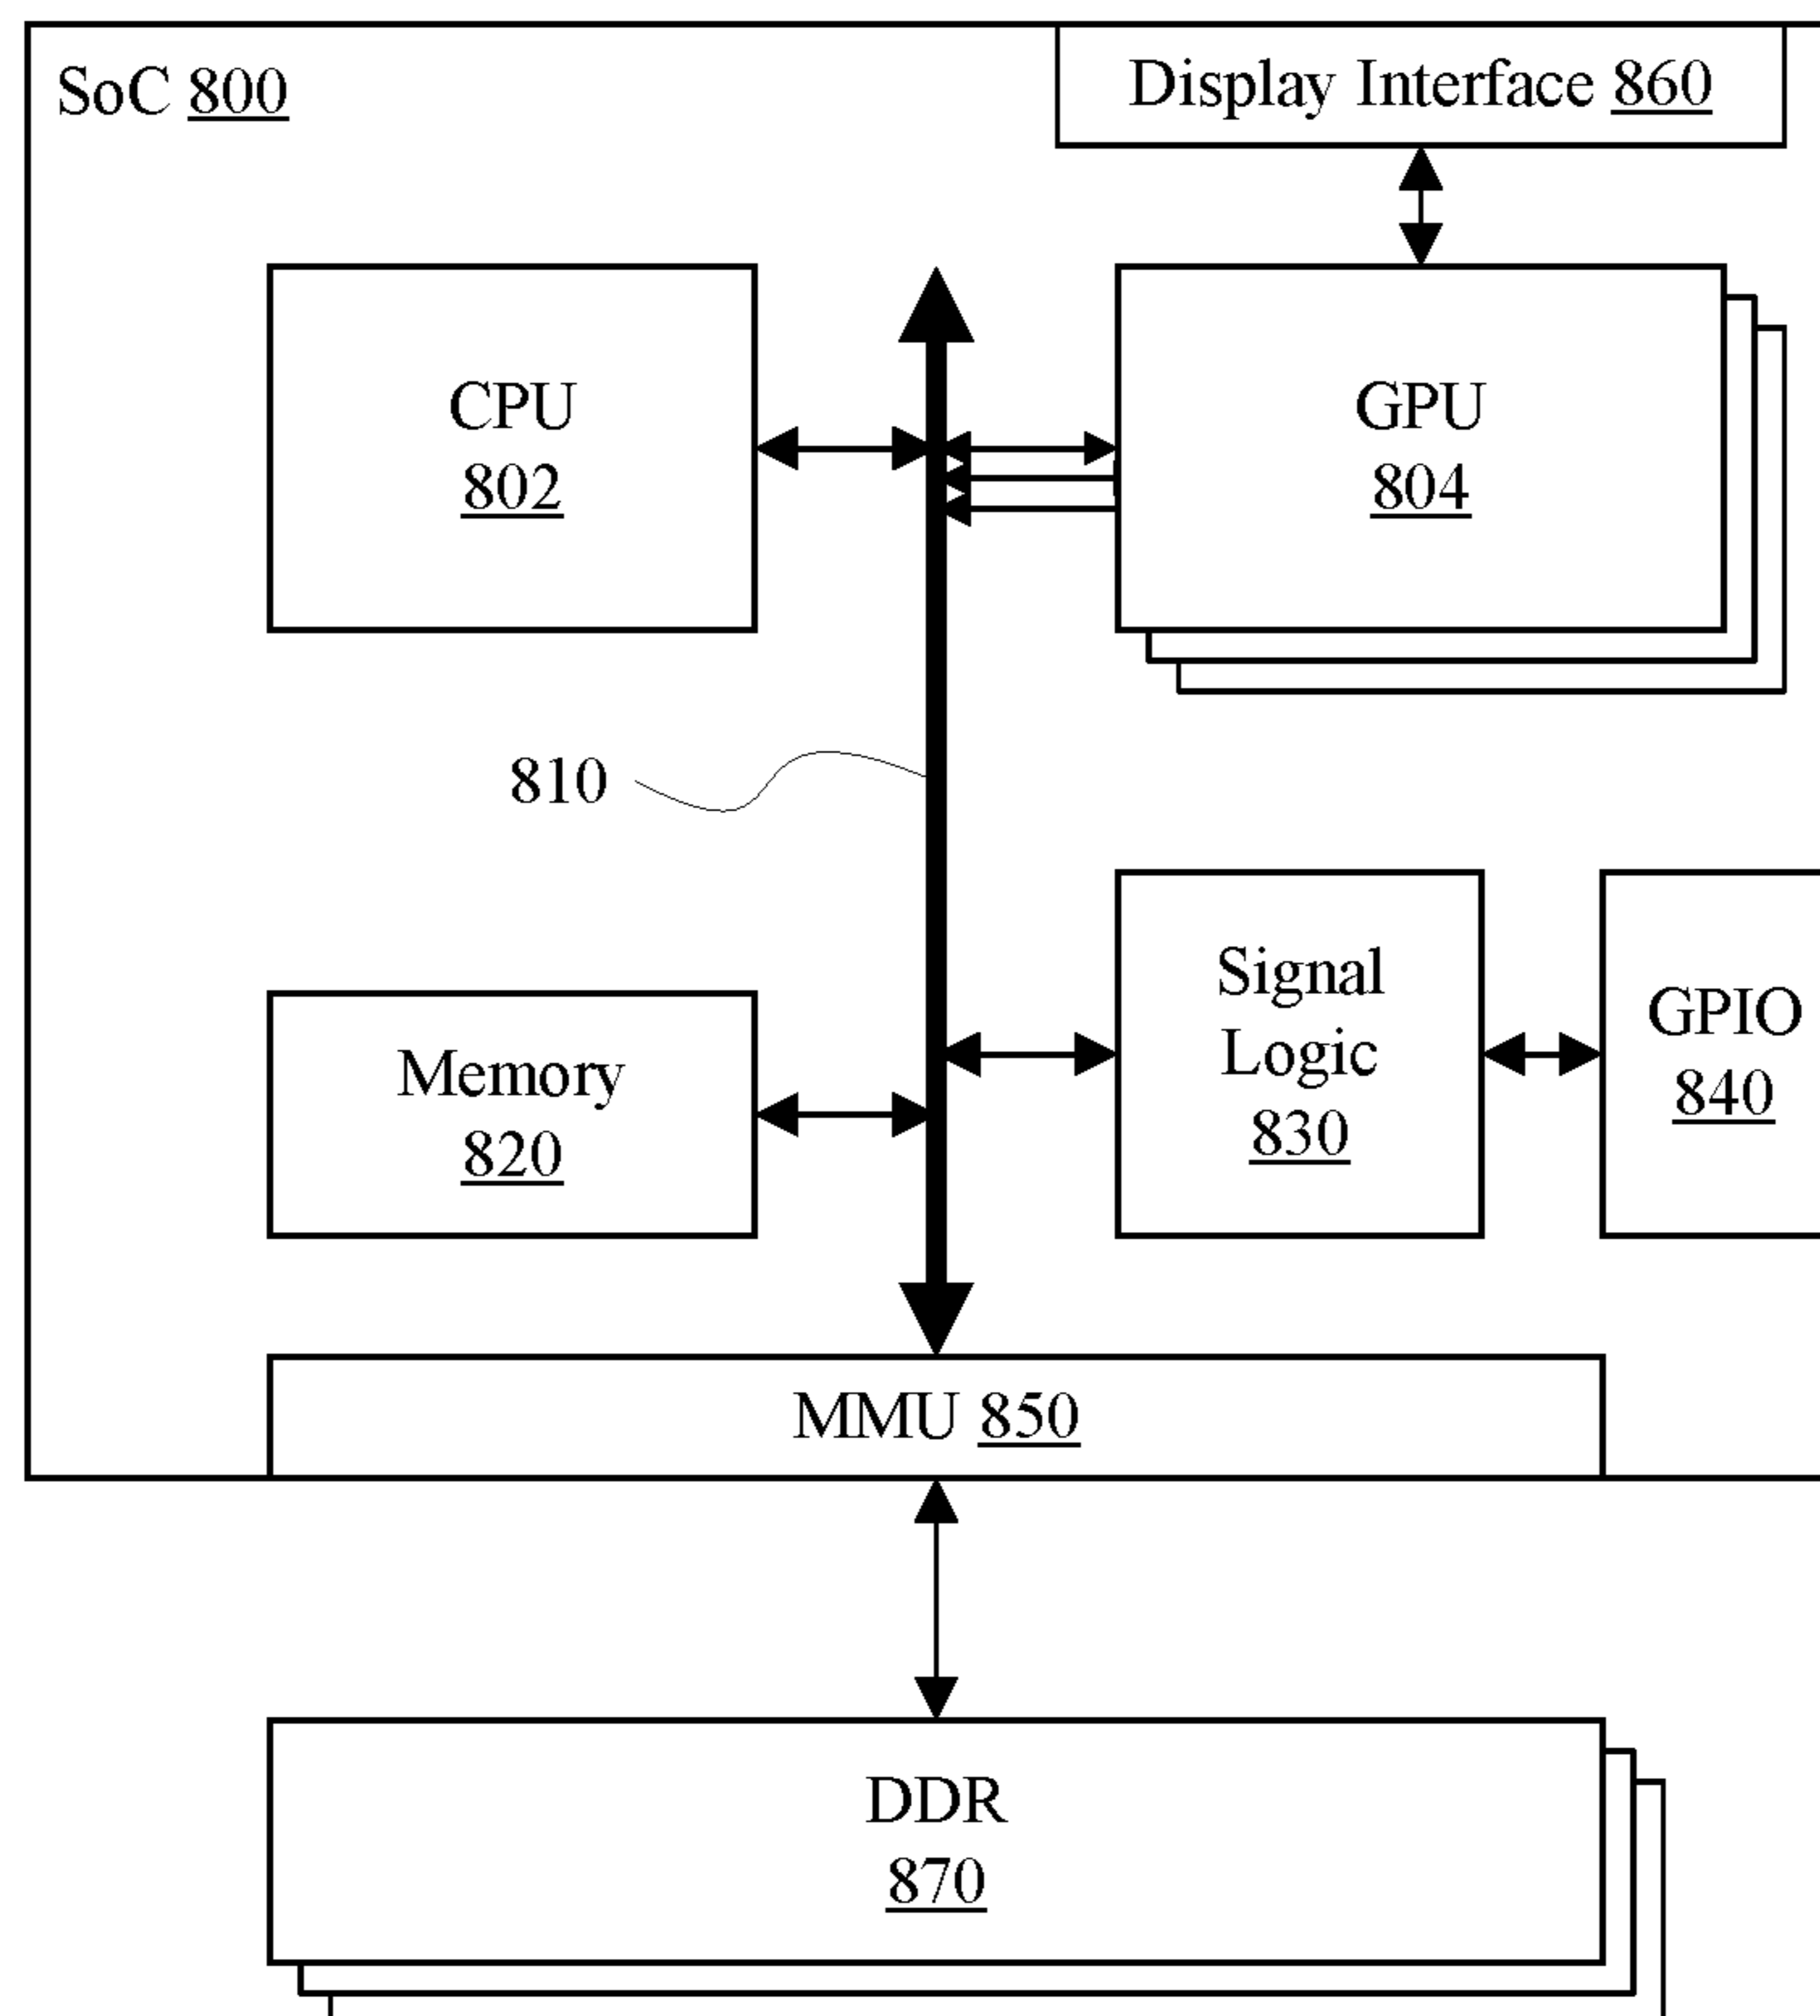 SoC 800
Display Interface 860
CPU
802
GPU
804
810
Memory
820
Signal
Logic
830
GPIO
840
MMU 850
DDR
870